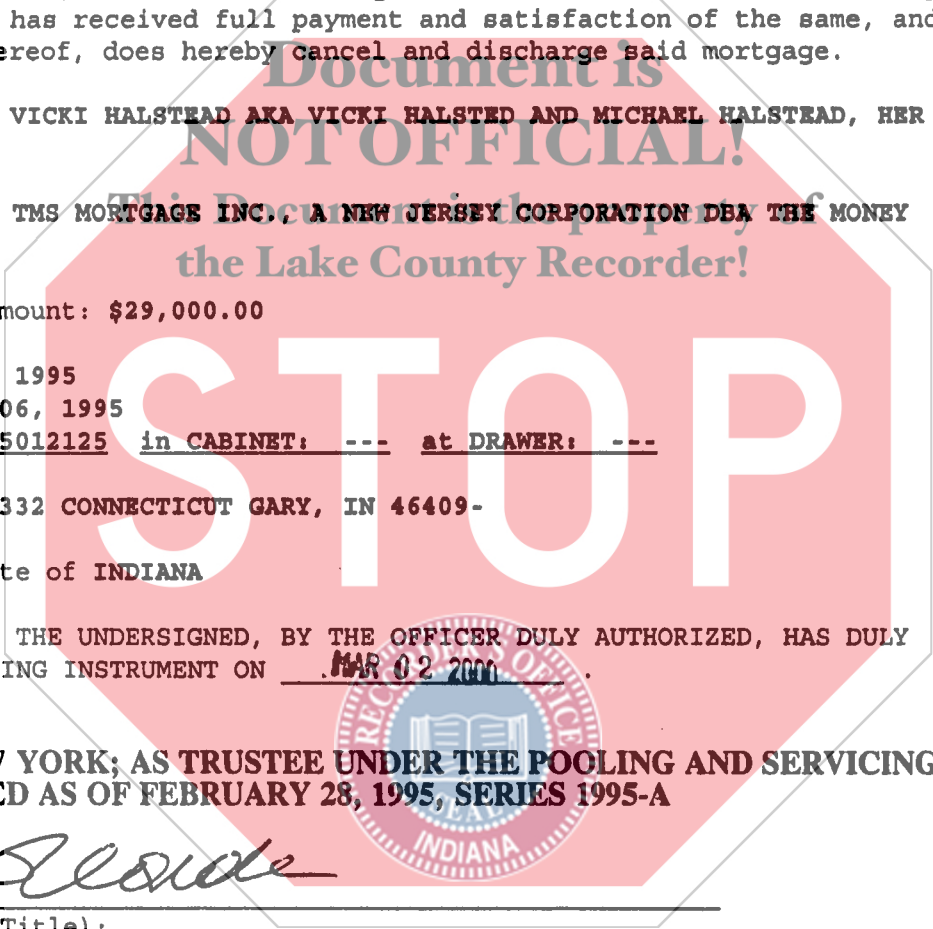 has received full payment and satisfaction of the same, and
ereof, does hereby cancel and discharge said mortgage.
Document is
VICKI HALSTEAD AKA VICKI HALSTED AND MICHAEL HALSTEAD, HER
NOT OFFICIAL!
This Document is the property of
TMS MORTGAGE INC., A NEW JERSEY CORPORATION DBA THE MONEY
the Lake County Recorder!
mount: $29,000.00
STOP
1995
06, 1995
5012125 in CABINET: --- at DRAWER: ---
332 CONNECTICUT GARY, IN 46409-
te of INDIANA
THE UNDERSIGNED, BY THE OFFICER DULY AUTHORIZED, HAS DULY
ING INSTRUMENT ON MAR 02 2000 .
RECORDER'S OFFICE
YORK; AS TRUSTEE UNDER THE POOLING AND SERVICING
ED AS OF FEBRUARY 28, 1995, SERIES 1995-A
SEAL
INDIANA
Title):